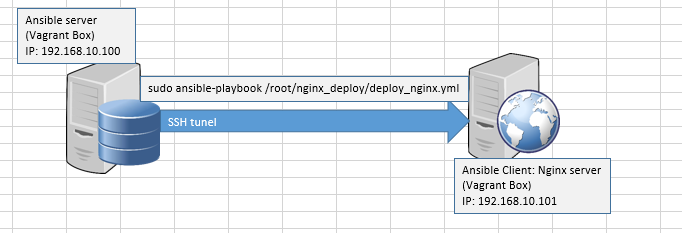 Ansible server
(Vagrant Box)
IP: 192.168.10.100
sudo ansible-playbook /root/nginx_deploy/deploy_nginx.yml
SSH tunel
Ansible Client: Nginx server
(Vagrant Box)
IP: 192.168.10.101